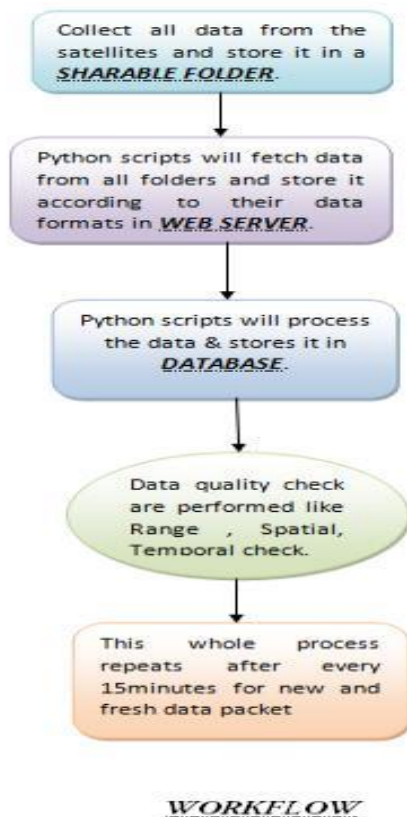 Collect all data from the
satellites and store it in a
SHARABLE FOLDER.
Python scripts will fetch data
from all folders and store it
according to their data
formats in WEB SERVER.
Python scripts will process
the data & stores it in
DATABASE.
Data quality check
are performed like
Range , Spatial,
Temporal check.
This whole process
repeats after every
15minutes for new and
fresh data packet
WORKFLOW